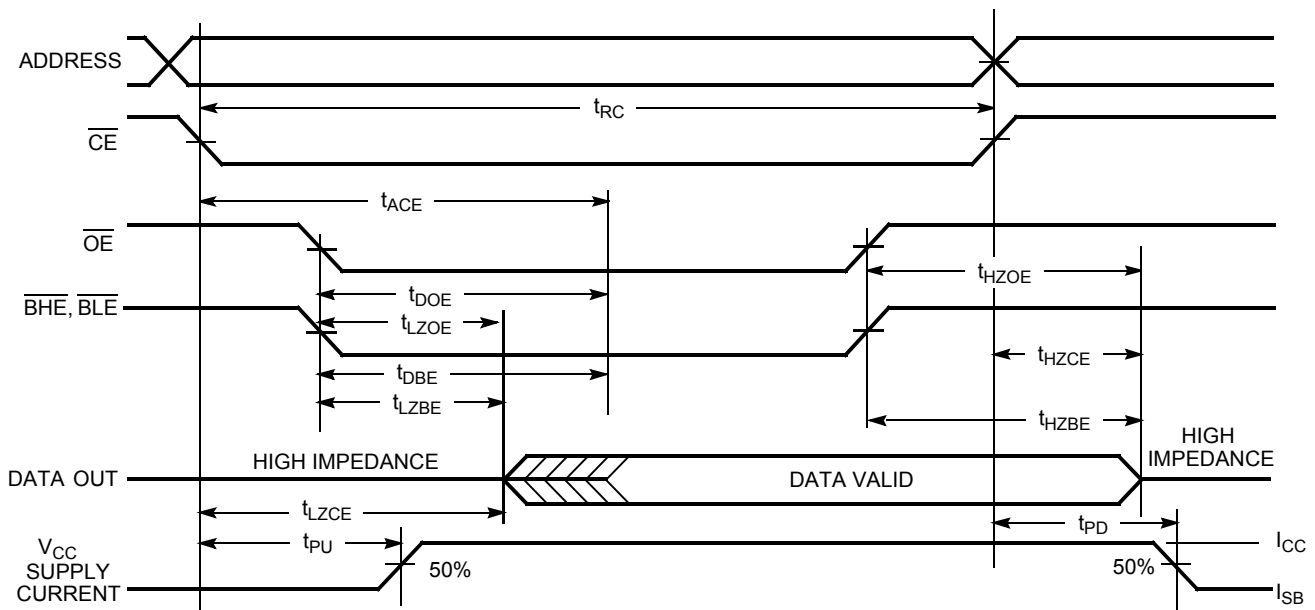 ADDRESS
tRC
CE
tACE
OE
tHZOE
tDOE
BHE, BLE
tLZOE
tHZCE
tDBE
tLZBE
tHZBE
HIGH IMPEDANCE
HIGH
IMPEDANCE
DATA OUT
DATA VALID
tLZCE
tPD
tPU
VCC
SUPPLY
CURRENT
50%
50%
ICC
ISB